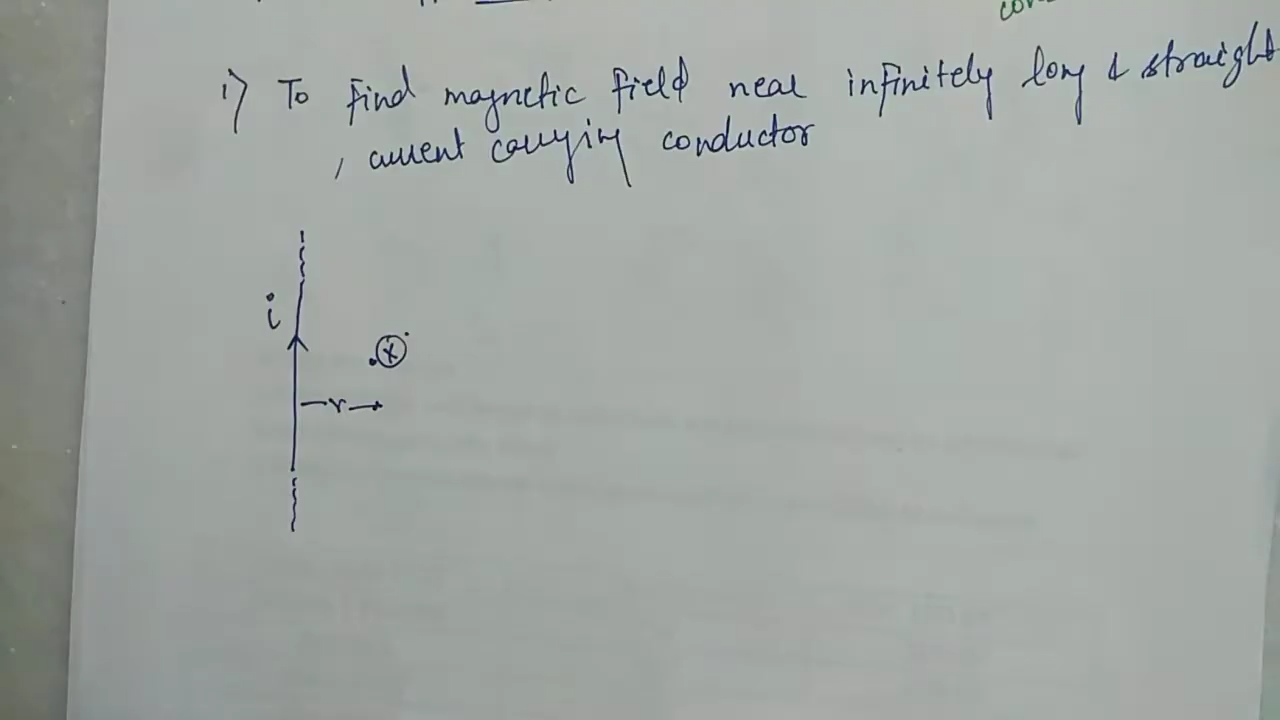 i) To find magnetic field near infinitely long & straight
, current carrying conductor
i
x
r